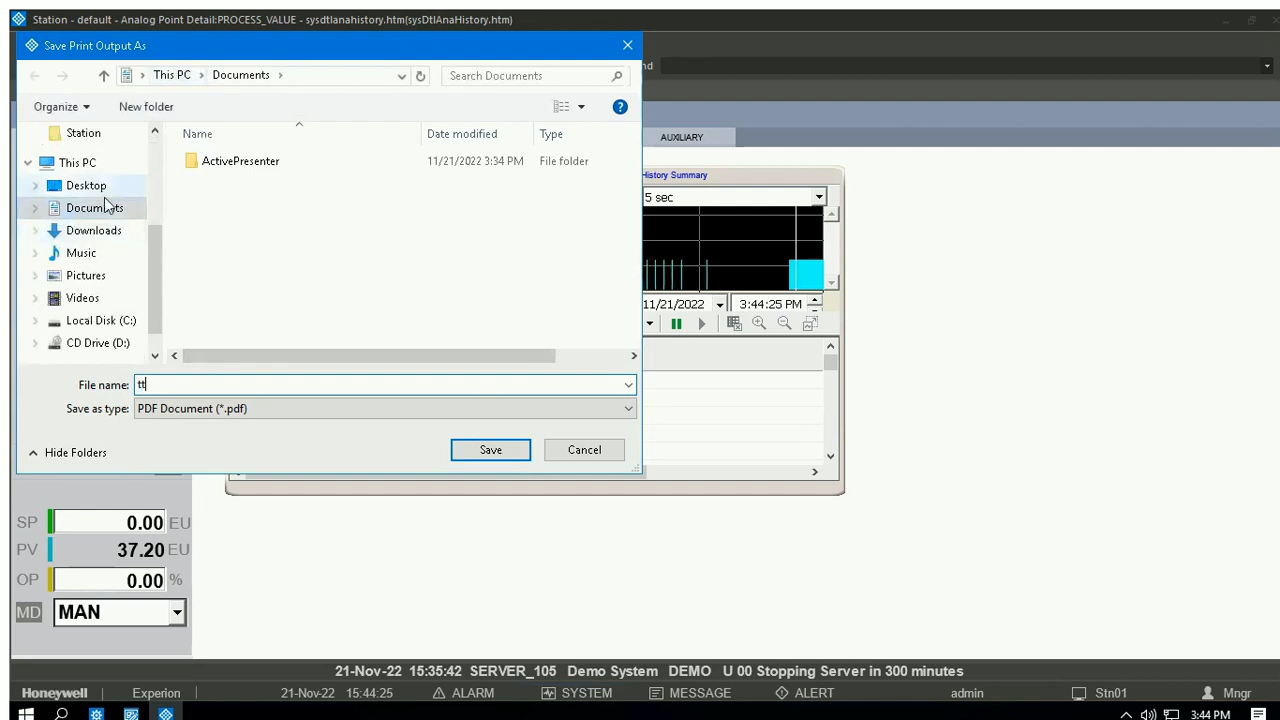 Station - default - Analog Point Detail:PROCESS_VALUE - sysdtlanahistory.htm(sysDtlAnaHistory.htm)
Save Print Output As
This PC > Documents >
Search Documents
nd
Organize
New folder
Station
This PC
Desktop
Documents
Downloads
Music
Pictures
Videos
Local Disk (C:)
CD Drive (D:)
Name
Date modified
Type
ActivePresenter
11/21/2022 3:34 PM
File folder
AUXILIARY
History Summary
5 sec
11/21/2022
3:44:25 PM
File name: tt
Save as type: PDF Document (*.pdf)
Hide Folders
Save
Cancel
SP 0.00 EU
PV 37.20 EU
OP 0.00 %
MD MAN
21-Nov-22 15:35:42 SERVER_105 Demo System DEMO U 00 Stopping Server in 300 minutes
Honeywell Experion 21-Nov-22 15:44:25 ALARM SYSTEM MESSAGE ALERT admin Stn01 Mngr
3:44 PM